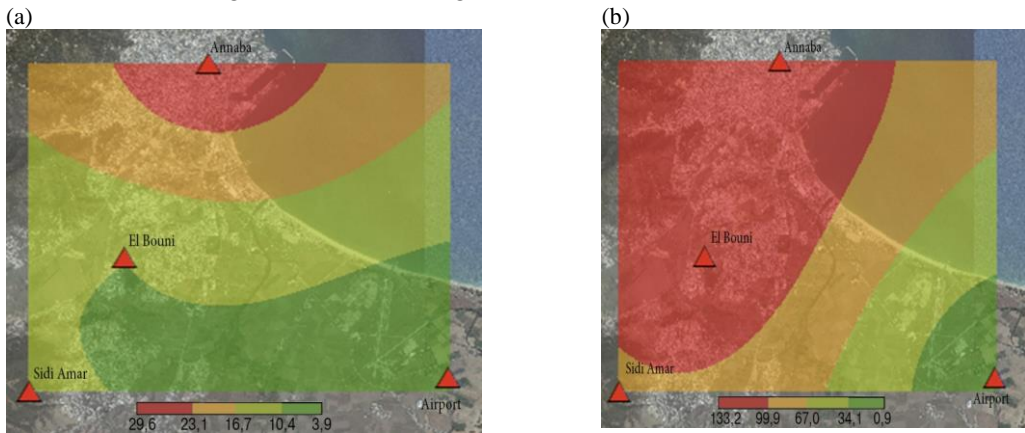 (a)
(b)
Annaba
El Bouni
Sidi Amar
Airport
29,6 23,1 16,7 10,4 3,9
Annaba
El Bouni
Sidi Amar
Airport
133,2 99,9 67,0 34,1 0,9